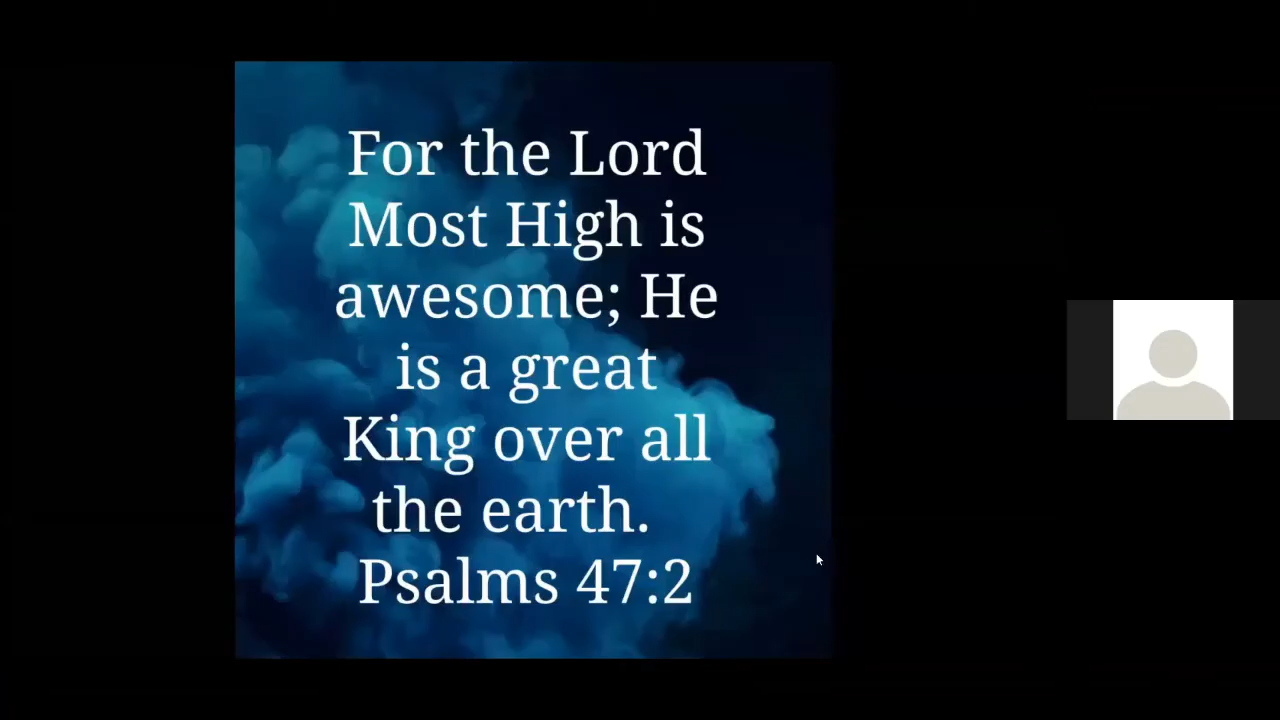 For the Lord
Most High is
awesome; He
is a great
King over all
the earth.
Psalms 47:2